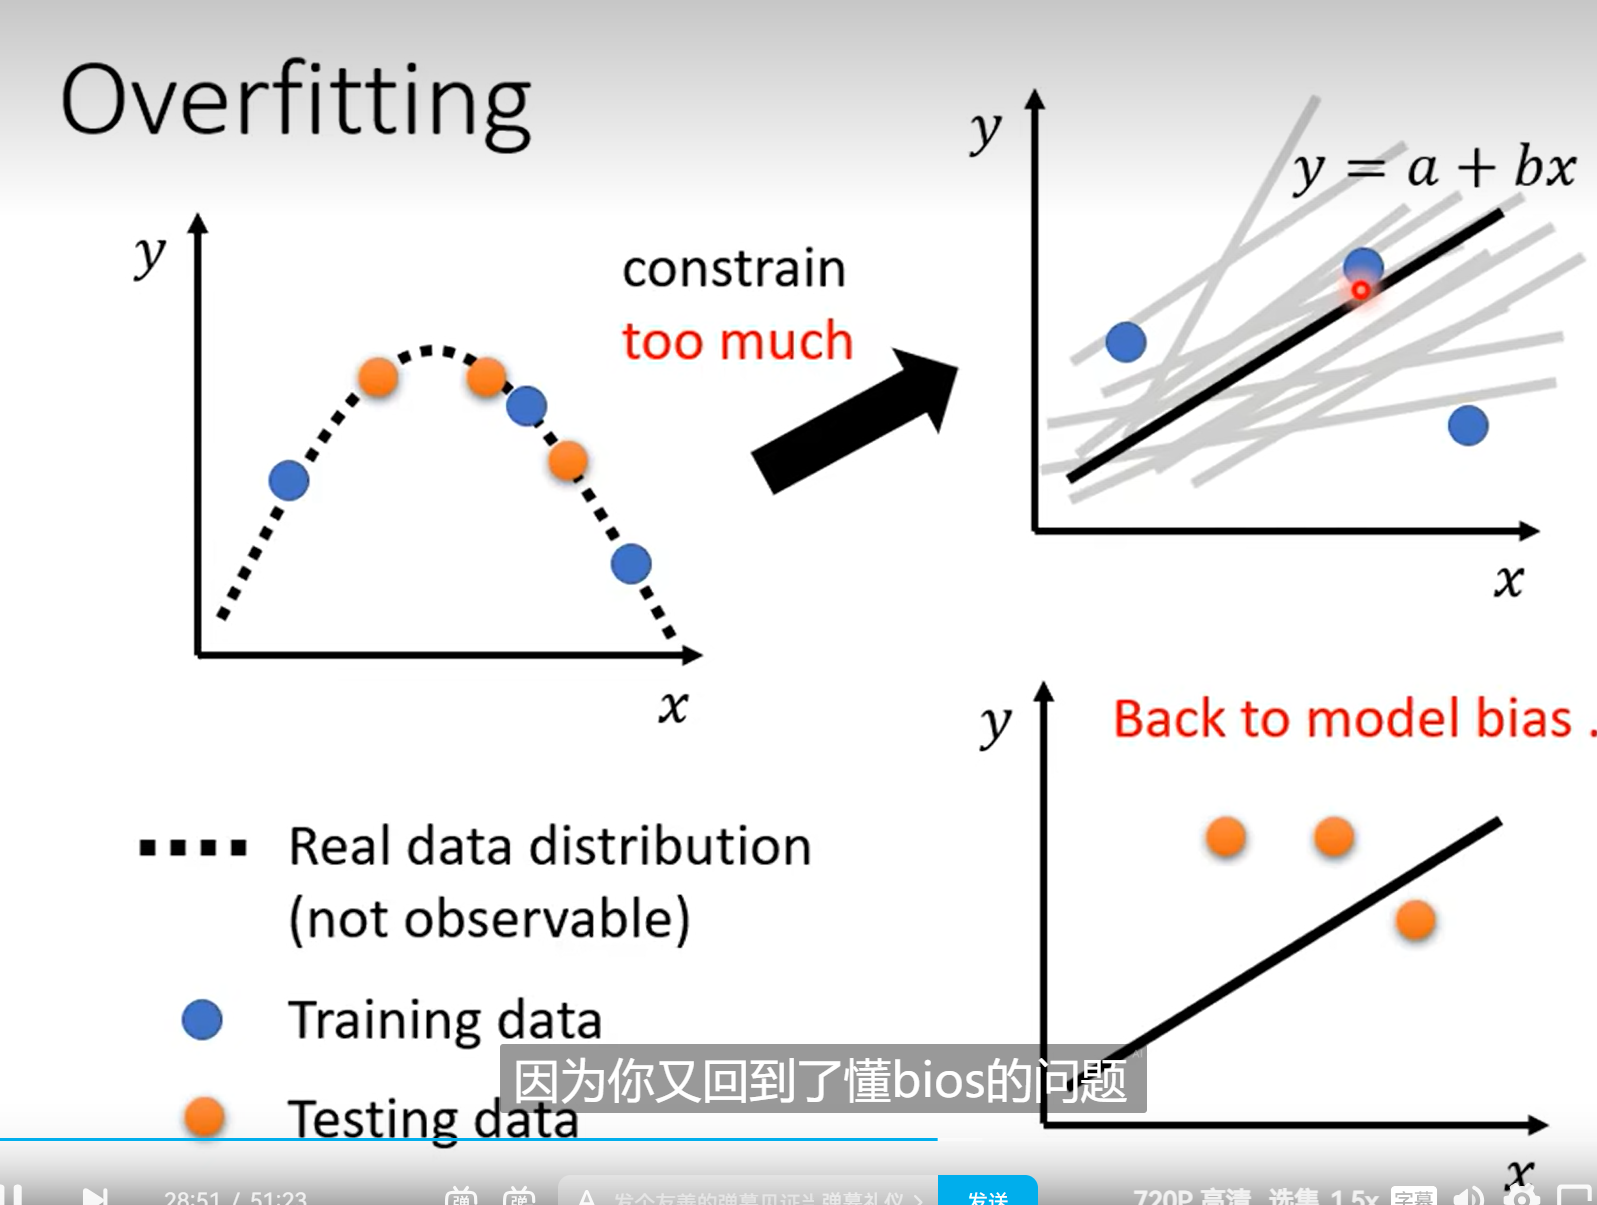 Overfitting
y
x
constrain
too much
y
y = a + bx
x
y
Back to model bias .
x
Real data distribution
(not observable)
Training data
Testing data
因为你又回到了懂bios的问题
28:51 / 51:23
弹
弹
A
发送
720P 高清
选集
1.5x
字幕